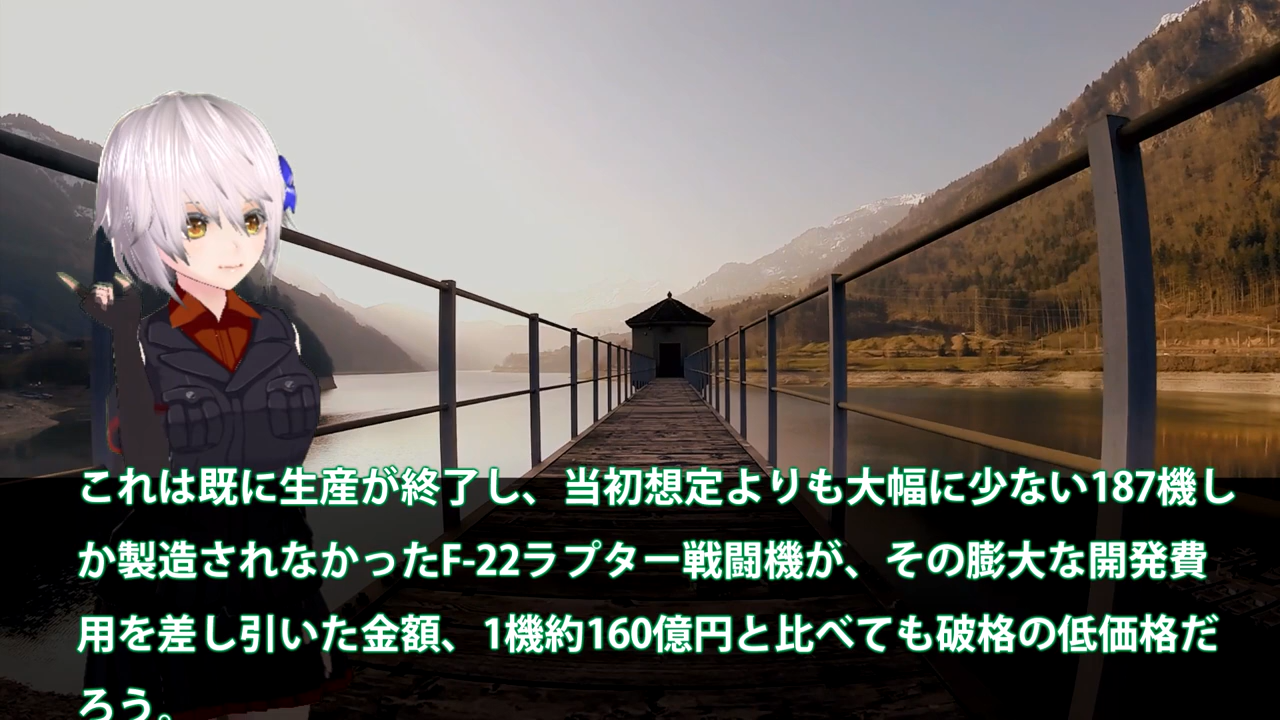 これは既に生産が終了し、当初想定よりも大幅に少ない187機し
か製造されなかったF-22ラプター戦闘機が、その膨大な開発費
用を差し引いた金額、1機約160億円と比べても破格の低価格だ
ろう。